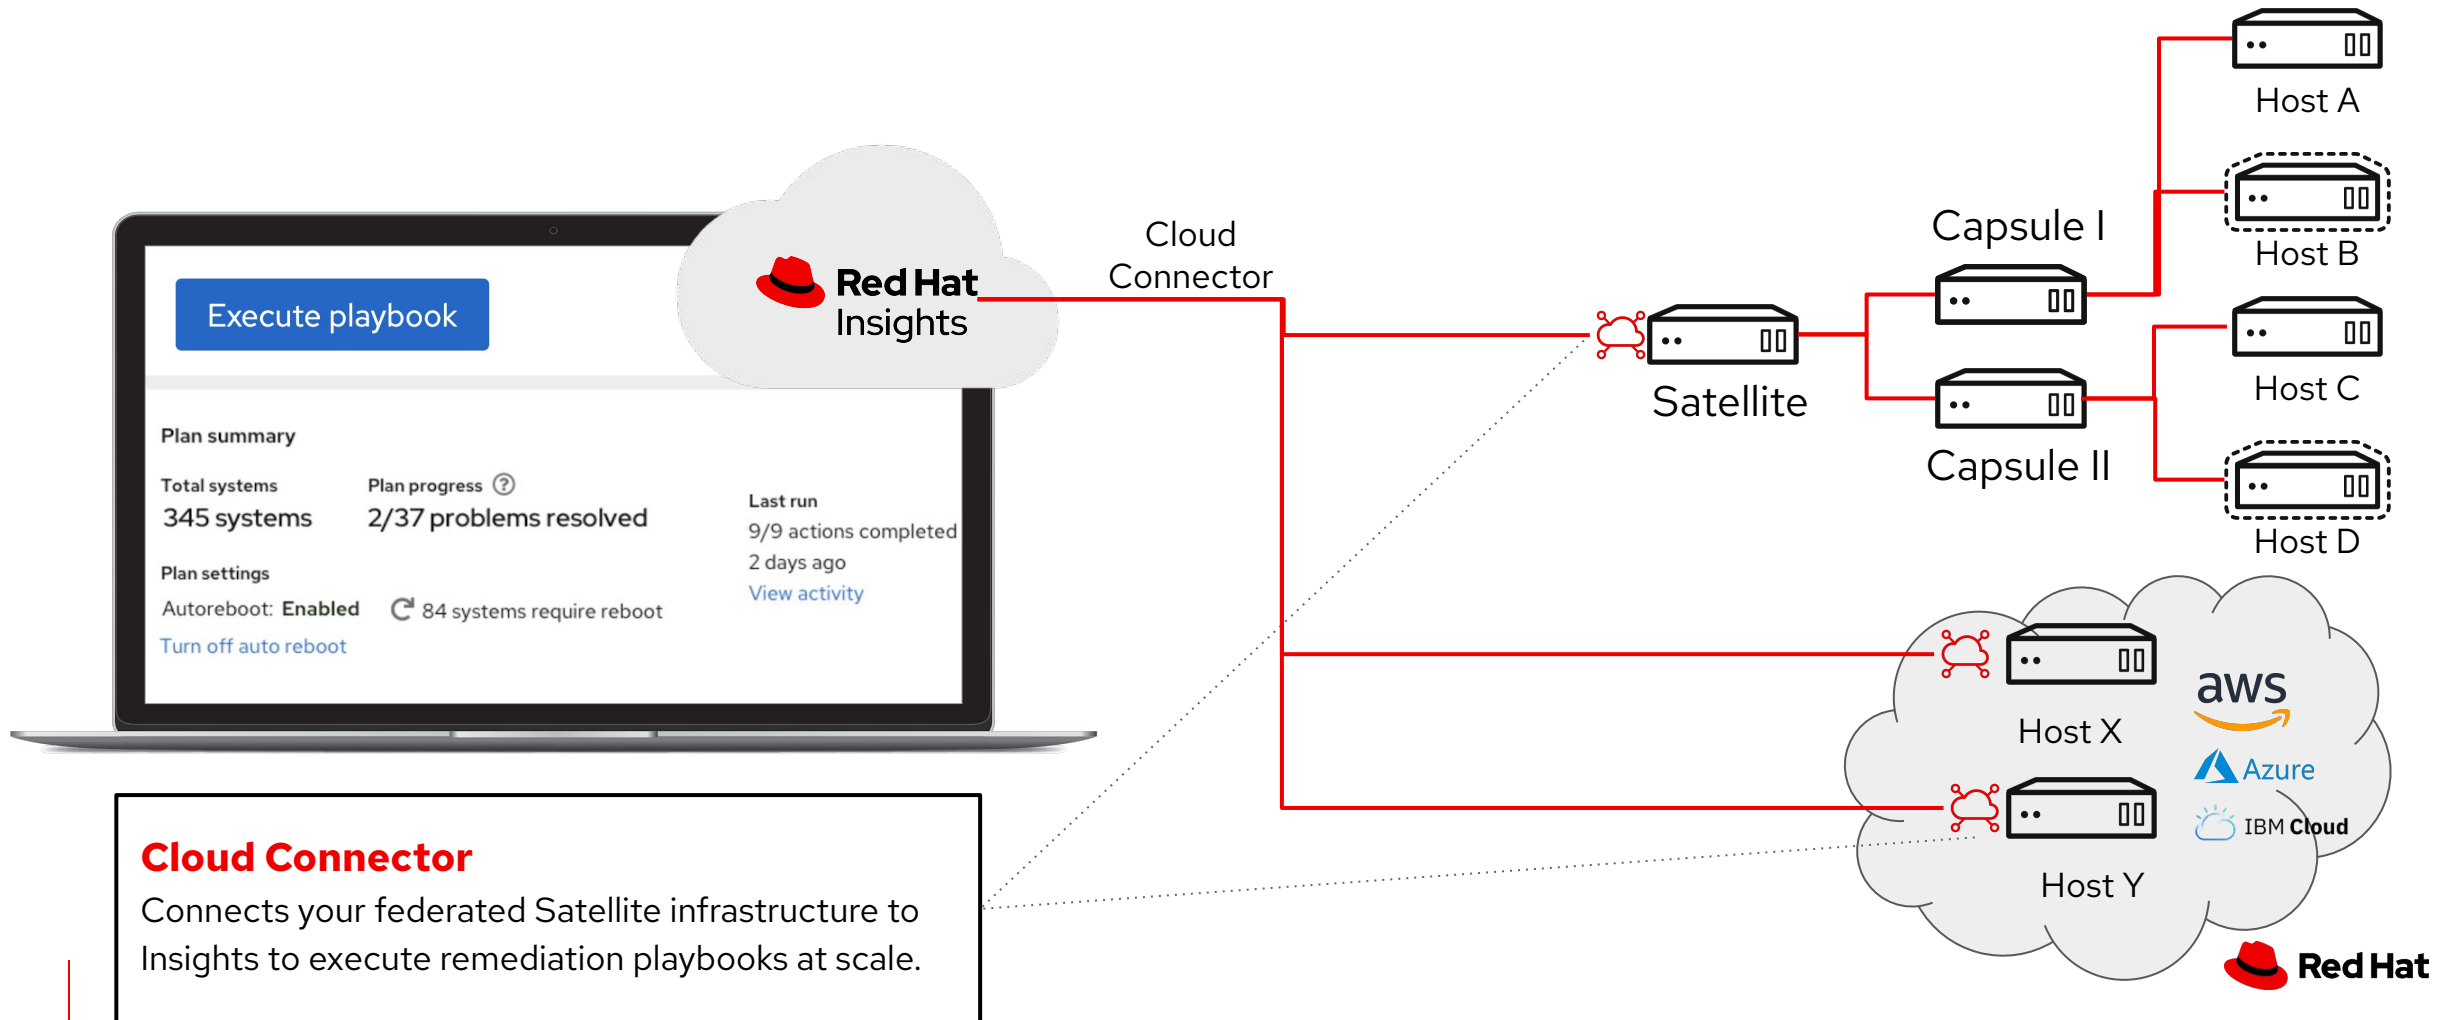 Execute playbook
Red Hat
Insights
Plan summary
Total systems
345 systems
Plan progress ?
2/37 problems resolved
Last run
9/9 actions completed
2 days ago
View activity
Plan settings
Autoreboot: Enabled
84 systems require reboot
Turn off auto reboot
Cloud
Connector
Satellite
Capsule I
Capsule II
Host A
Host B
Host C
Host D
Host X
Host Y
aws
Azure
IBM Cloud
Cloud Connector
Connects your federated Satellite infrastructure to
Insights to execute remediation playbooks at scale.
Red Hat